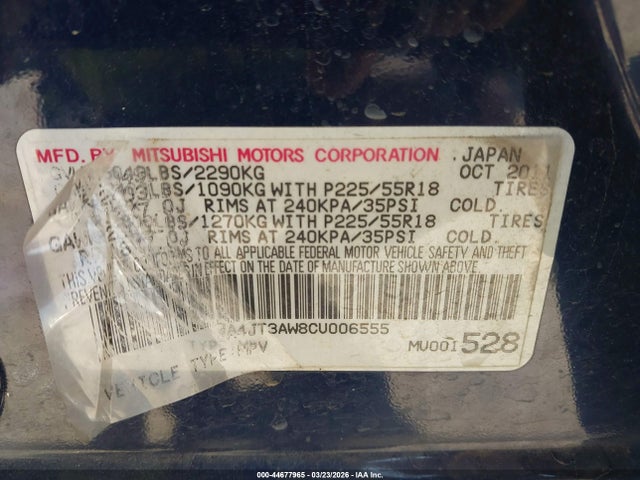 MFD. BY MITSUBISHI MOTORS CORPORATION JAPAN
LBS/2290KG OCT 2011
LBS/1090KG WITH P225/55R18 TIRES
RIMS AT 240KPA/35PSI COLD.
LBS/1270KG WITH P225/55R18 TIRES
RIMS AT 240KPA/35PSI COLD.
THIS TO ALL APPLICABLE FEDERAL MOTOR VEHICLE SAFETY AND THEFT
IN EFFECT ON THE DATE OF MANUFACTURE SHOWN ABOVE.
A4JT3AW8CU006555
MPV MU001 528
VEHICLE TYPE:
000-44677965 | 03/23/2026 | IAA Inc.